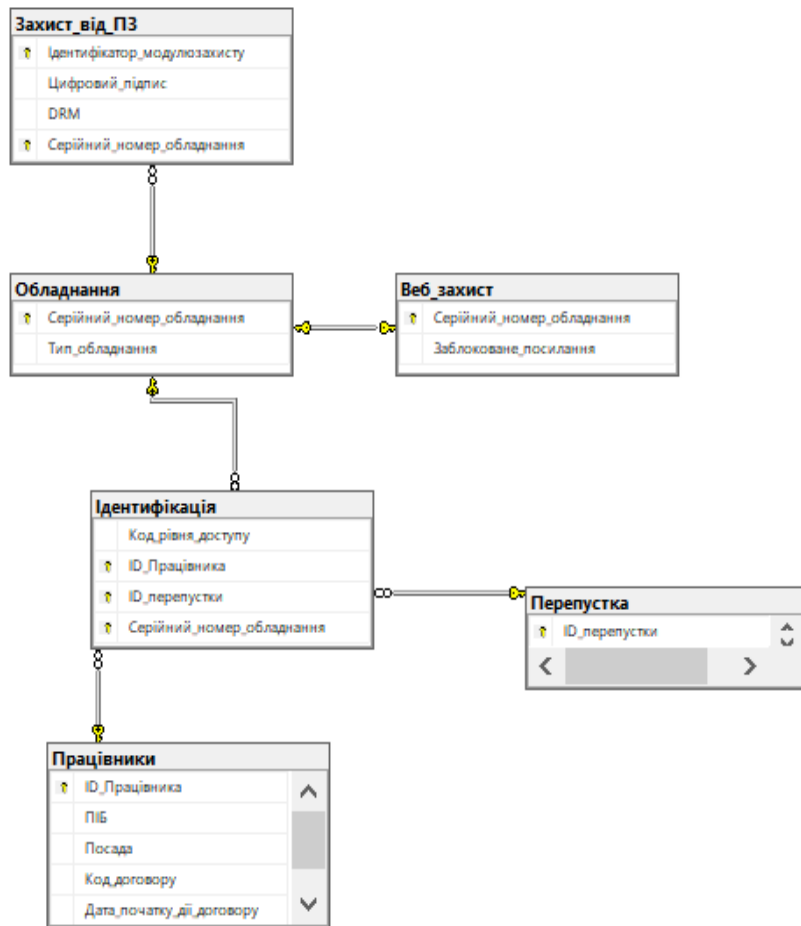 Захист_від_ПЗ
Ідентифікатор_модулюзахисту
Цифровий_підпис
DRM
Серійний_номер_обладнання
Обладнання
Серійний_номер_обладнання
Тип_обладнання
Веб_захист
Серійний_номер_обладнання
Заблоковане_посилання
Ідентифікація
Код_рівня_доступу
ID_Працівника
ID_перепустки
Серійний_номер_обладнання
Перепустка
ID_перепустки
Працівники
ID_Працівника
ПІБ
Посада
Код_договору
Дата_початку_дії_договору